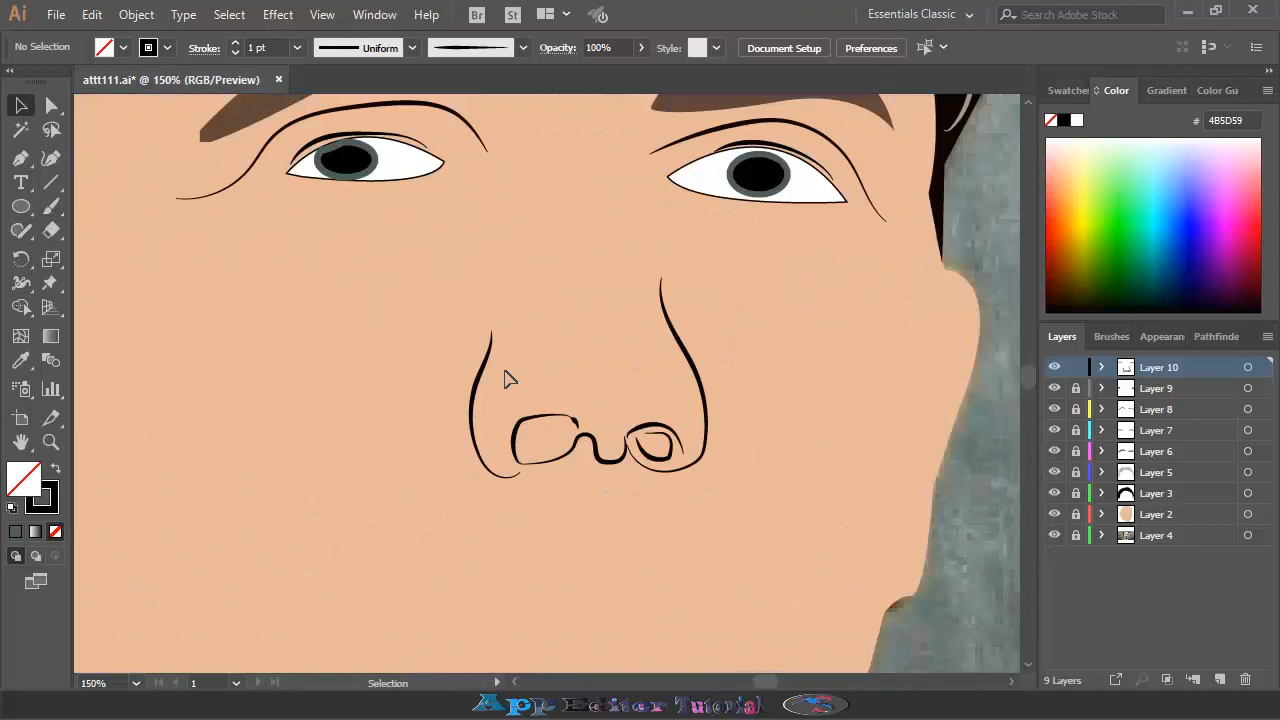 Ai File Edit Object Type Select Effect View Window Help Br St Essentials Classic Search Adobe Stock
No Selection Stroke: 1 pt Uniform Opacity: 100% Style: Document Setup Preferences
attt111.ai* @ 150% (RGB/Preview)
Swatches Color Gradient Color Gu
# 4B5D59
Layers Brushes Appearan Pathfinde
Layer 10
Layer 9
Layer 8
Layer 7
Layer 6
Layer 5
Layer 3
Layer 2
Layer 4
150% 1 Selection 9 Layers
App Editor Tutorial